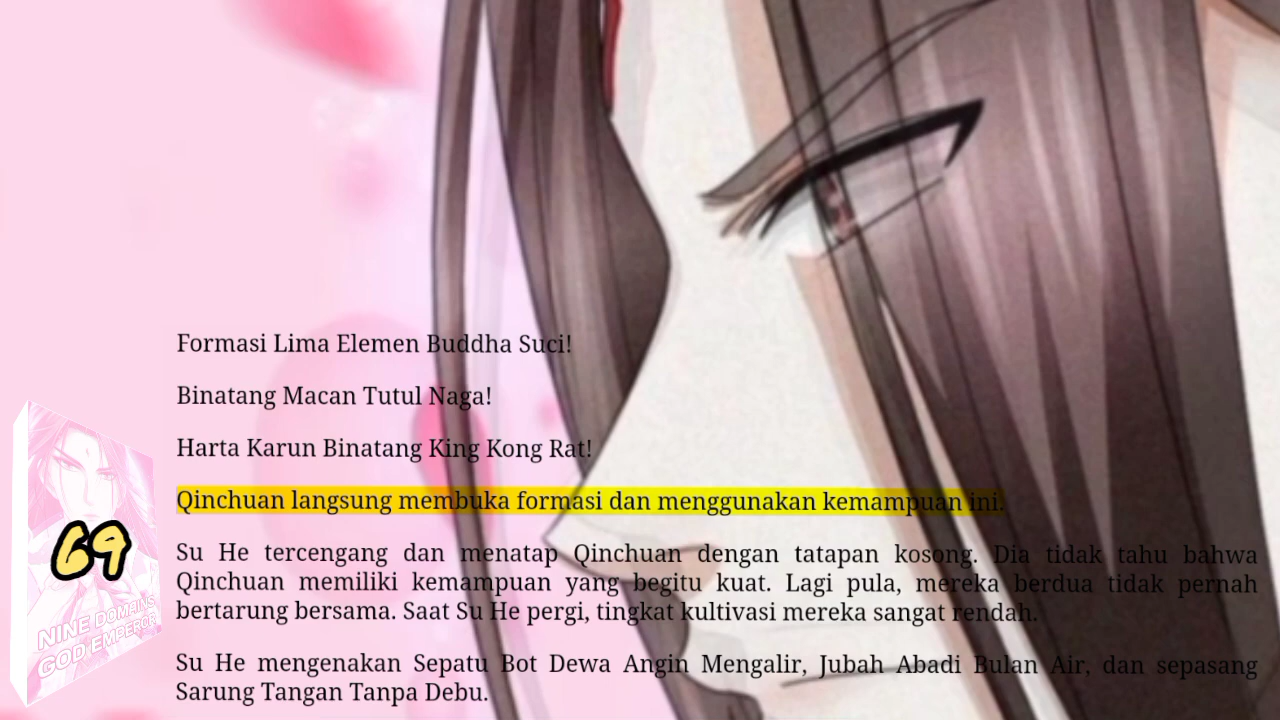 Formasi Lima Elemen Buddha Suci!
Binatang Macan Tutul Naga!
Harta Karun Binatang King Kong Rat!
Qinchuan langsung membuka formasi dan menggunakan kemampuan ini.
Su He tercengang dan menatap Qinchuan dengan tatapan kosong. Dia tidak tahu bahwa
Qinchuan memiliki kemampuan yang begitu kuat. Lagi pula, mereka berdua tidak pernah
bertarung bersama. Saat Su He pergi, tingkat kultivasi mereka sangat rendah.
Su He mengenakan Sepatu Bot Dewa Angin Mengalir, Jubah Abadi Bulan Air, dan sepasang
Sarung Tangan Tanpa Debu.
69
NINE DOMAINS
GOD EMPEROR